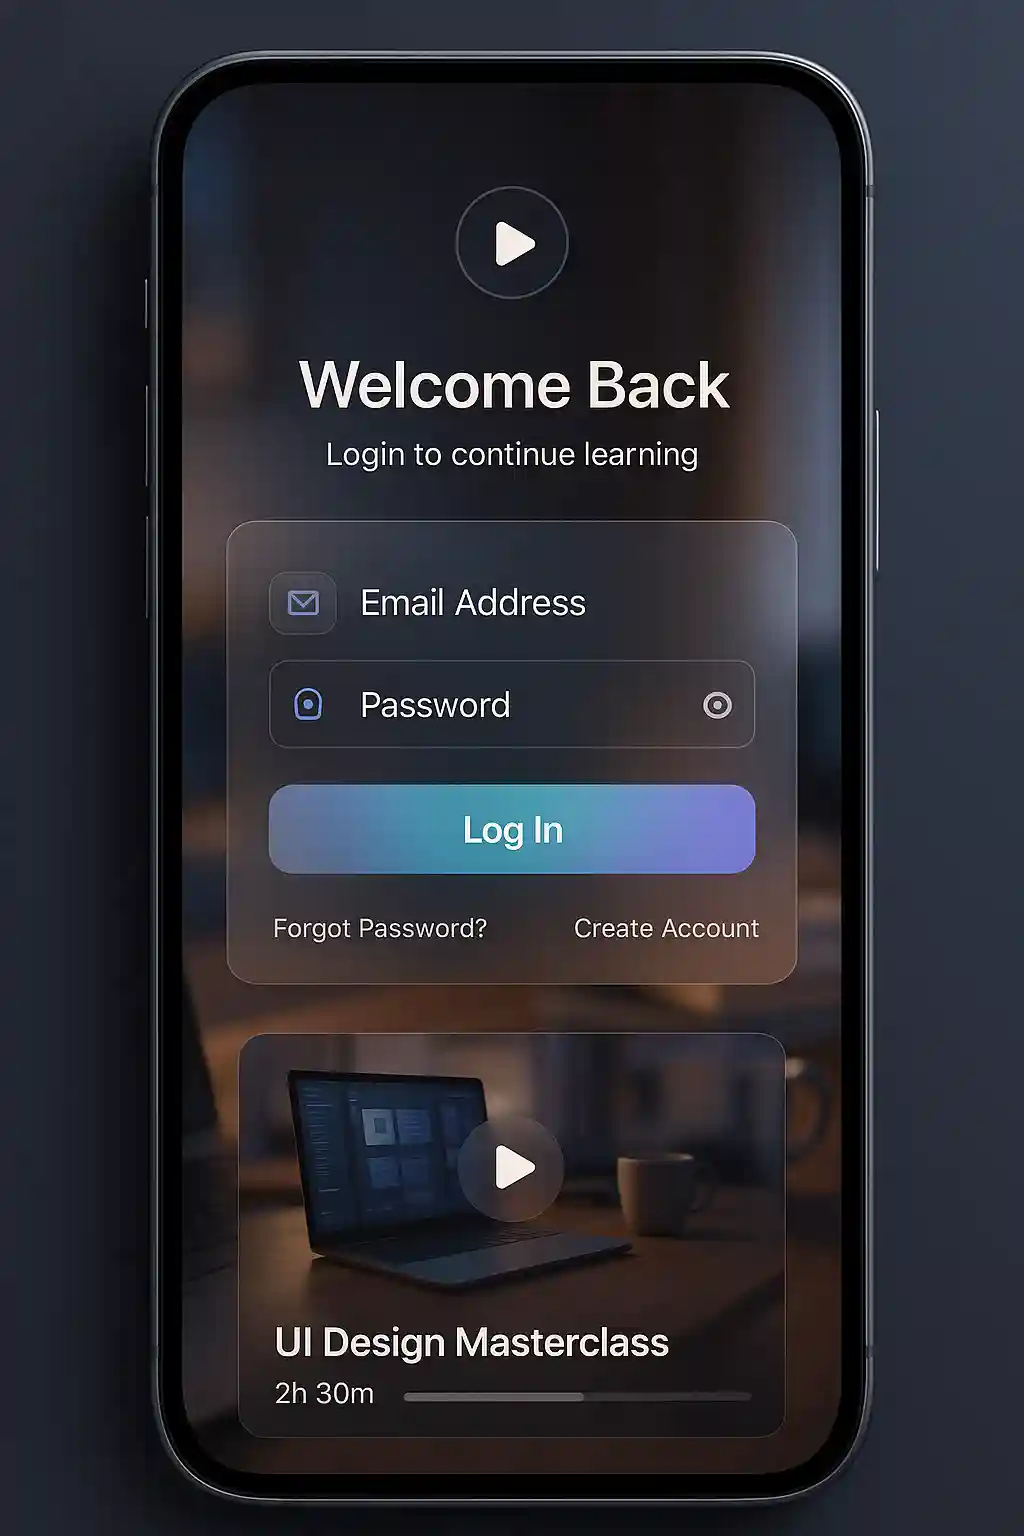 Welcome Back
Login to continue learning
Email Address
Password
Log In
Forgot Password? Create Account
UI Design Masterclass
2h 30m